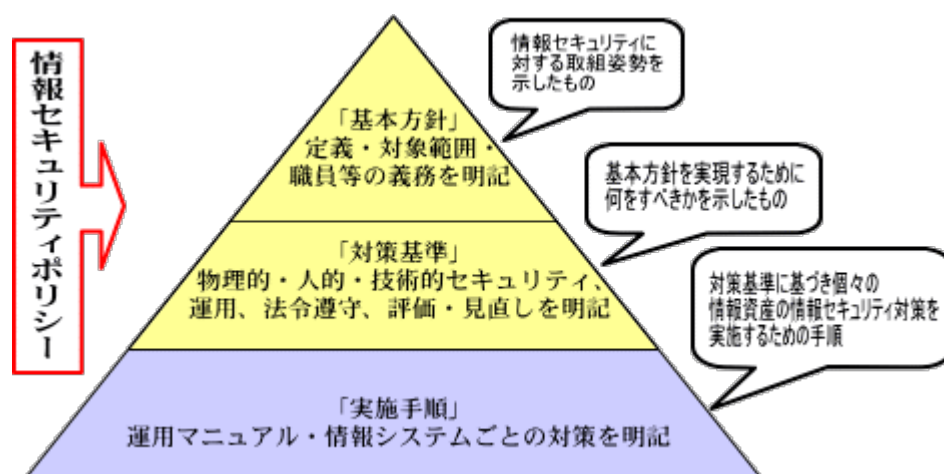 情報セキュリティポリシー
「基本方針」
定義・対象範囲・
職員等の義務を明記
情報セキュリティに
対する取組姿勢を
示したもの
「対策基準」
物理的・人的・技術的セキュリティ、
運用、法令遵守、評価・見直しを明記
基本方針を実現するために
何をすべきかを示したもの
「実施手順」
運用マニュアル・情報システムごとの対策を明記
対策基準に基づき個々の
情報資産の情報セキュリティ対策を
実施するための手順